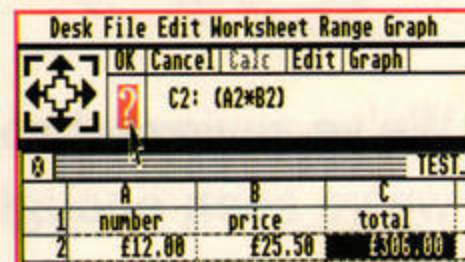 Desk File Edit Worksheet Range Graph
OK Cancel Calc Edit Graph
? C2: (A2*B2)
TEST_
A B C
1 number price total
2 £12.00 £25.50 £306.00